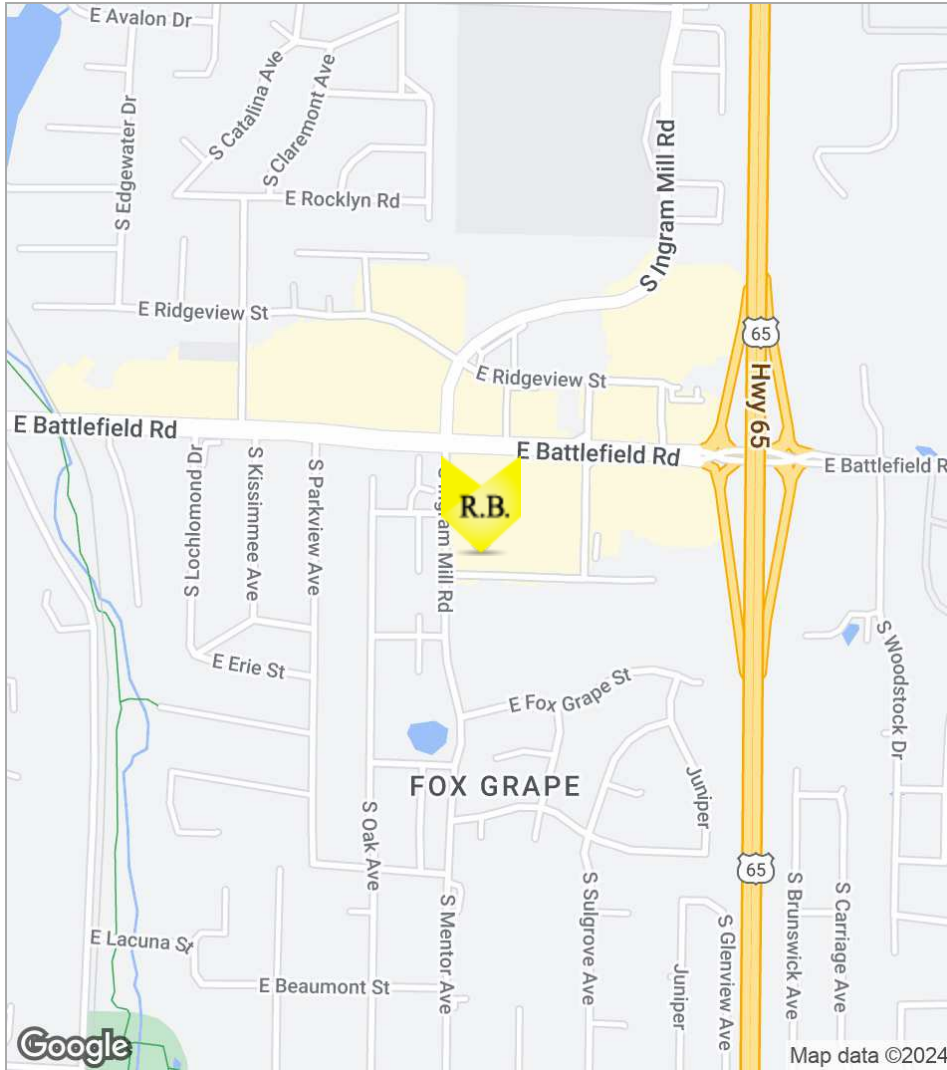 E Avalon Dr
S Catalina Ave
S Claremont Ave
S Edgewater Dr
E Rocklyn Rd
S Ingram Mill Rd
E Ridgeview St
65
Hwy 65
E Ridgeview St
E Battlefield Rd
E Battlefield Rd
E Battlefield R
S Lochlomond Dr
S Kissimmee Ave
S Parkview Ave
R.B.
S Ingram Mill Rd
E Erie St
E Fox Grape St
S Woodstock Dr
FOX GRAPE
Juniper
S Oak Ave
65
S Mentor Ave
S Sulgrove Ave
S Brunswick Ave
S Carriage Ave
E Lacuna St
S Glenview Ave
Juniper
E Beaumont St
Google
Map data ©2024